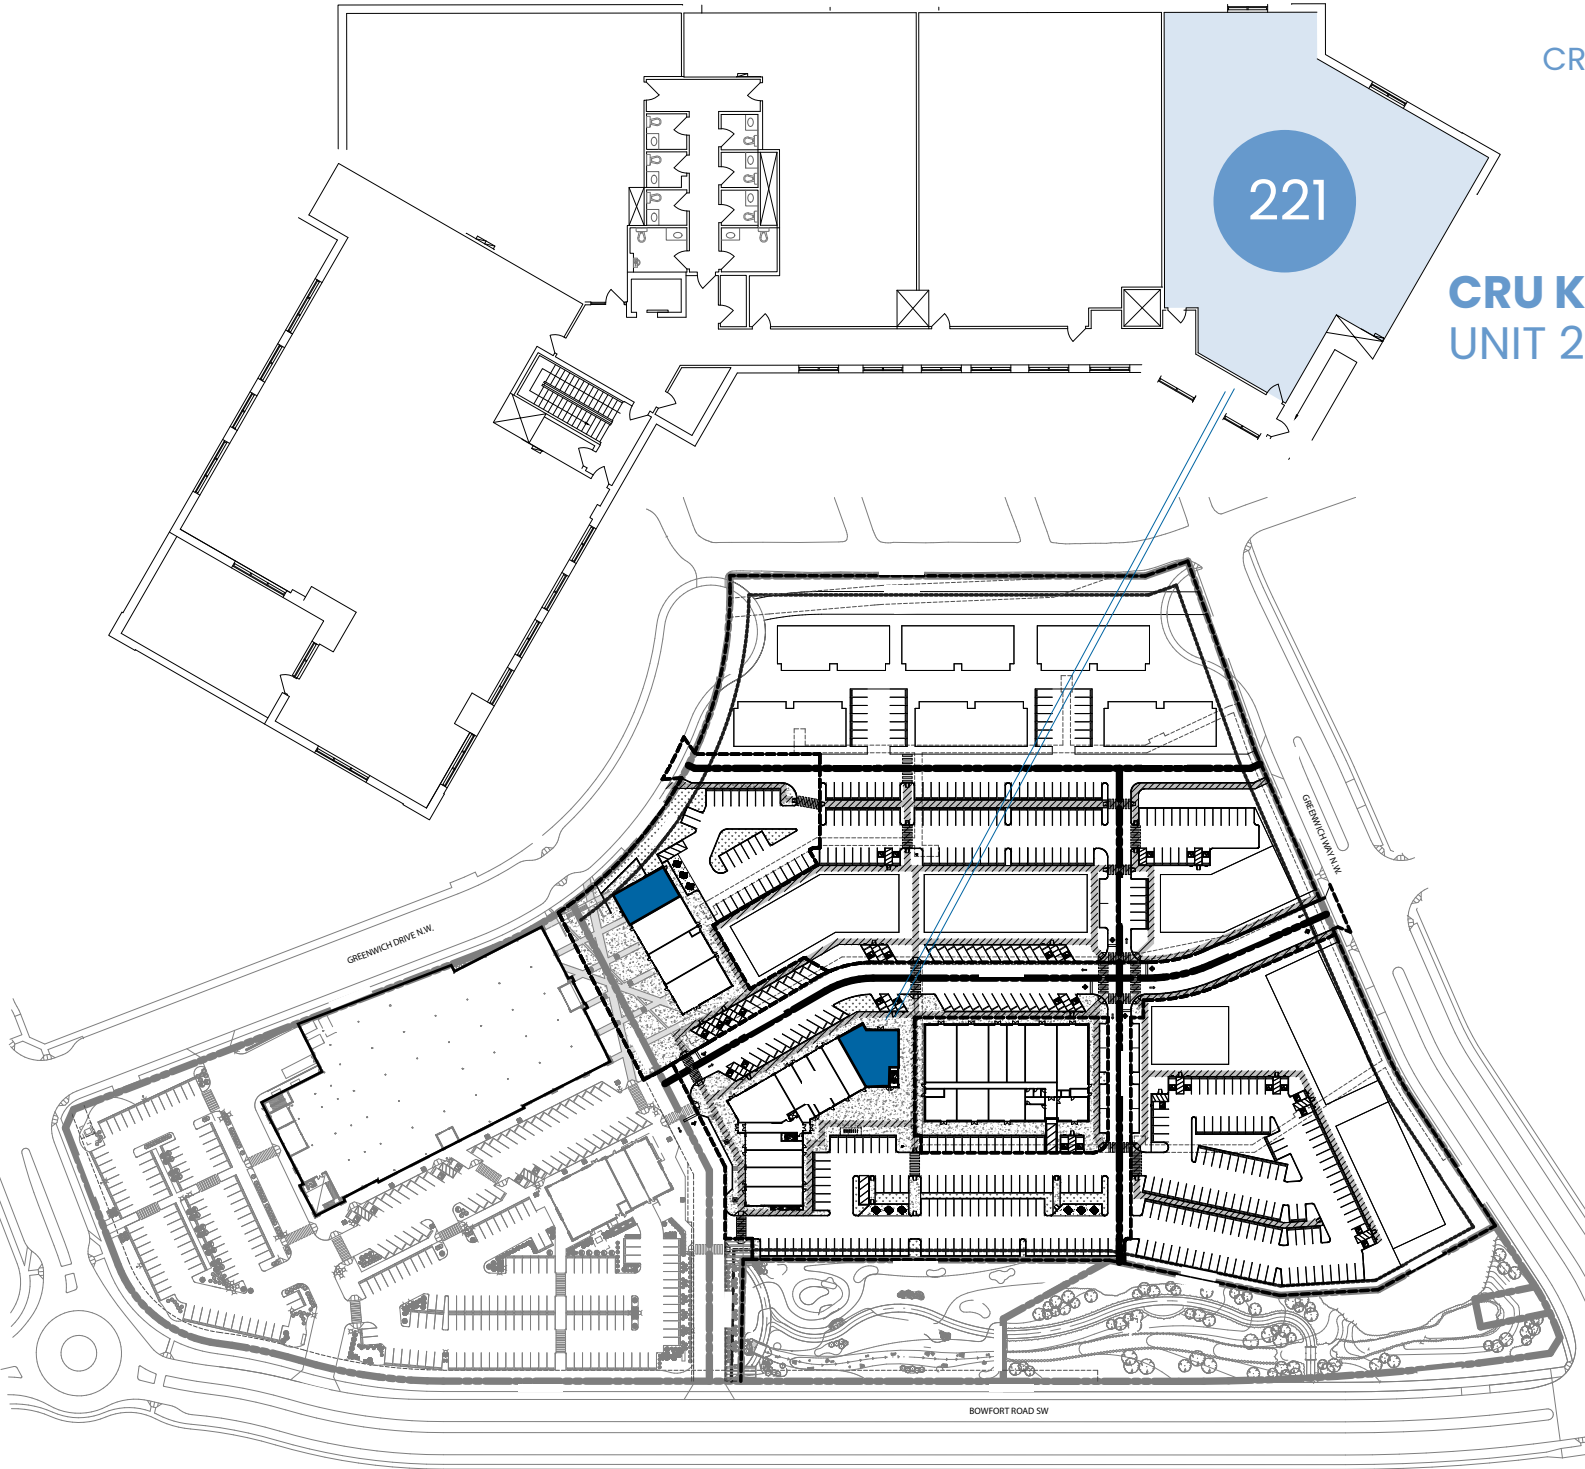 CR
221
CRU K
UNIT 2
GREENWICH WAY N.W.
GREENWICH DRIVE N.W.
BOWFORT ROAD SW